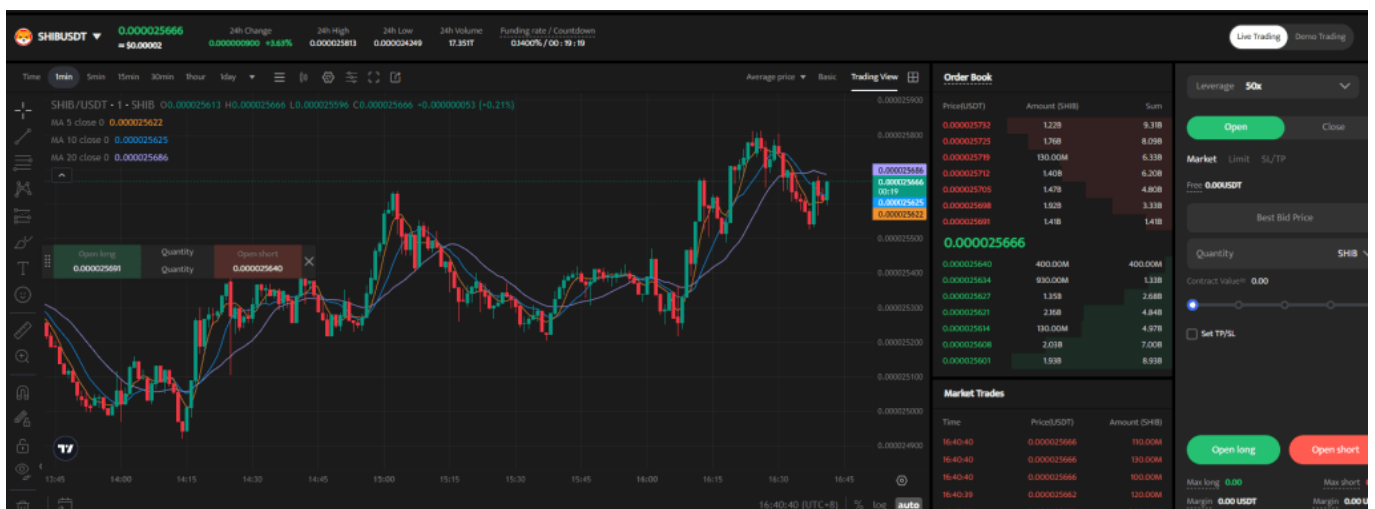 SHIBUSDT
0.000025666
≈ $0.00002
24h Change
0.000000900 +3.63%
24h High
0.000025813
24h Low
0.000024249
24h Volume
17.351T
Funding rate / Countdown
0.1400% / 00 : 19 : 19
Live Trading Demo Trading
Time 1min 5min 15min 30min 1hour 1day
Average price Basic Trading View
SHIB/USDT • 1 • SHIB O0.000025613 H0.000025666 L0.000025596 C0.000025666 +0.000000053 (+0.21%)
MA 5 close 0 0.000025622
MA 10 close 0 0.000025625
MA 20 close 0 0.000025686
Open long Quantity Open short
0.000025691 Quantity 0.000025640
0.000025900
0.000025800
0.000025686
0.000025666
00:19
0.000025625
0.000025622
0.000025500
0.000025400
0.000025300
0.000025200
0.000025100
0.000025000
0.000024900
13:45 14:00 14:15 14:30 14:45 15:00 15:15 15:30 15:45 16:00 16:15 16:30 16:45
16:40:40 (UTC+8) % log auto
Order Book
Price(USDT) Amount (SHIB) Sum
0.000025732 1.22B 9.31B
0.000025725 1.76B 8.09B
0.000025719 130.00M 6.33B
0.000025712 1.40B 6.20B
0.000025705 1.47B 4.80B
0.000025698 1.92B 3.33B
0.000025691 1.41B 1.41B
0.000025666
0.000025640 400.00M 400.00M
0.000025634 930.00M 1.33B
0.000025627 1.35B 2.68B
0.000025621 2.16B 4.84B
0.000025614 130.00M 4.97B
0.000025608 2.03B 7.00B
0.000025601 1.93B 8.93B
Market Trades
Time Price(USDT) Amount (SHIB)
16:40:40 0.000025666 110.00M
16:40:40 0.000025666 130.00M
16:40:40 0.000025666 100.00M
16:40:39 0.000025662 120.00M
Leverage 50x
Open Close
Market Limit SL/TP
Free 0.00USDT
Best Bid Price
Quantity SHIB
Contract Value≈ 0.00
Set TP/SL
Open long Open short
Max long 0.00 Max short
Margin 0.00 USDT Margin 0.00 U